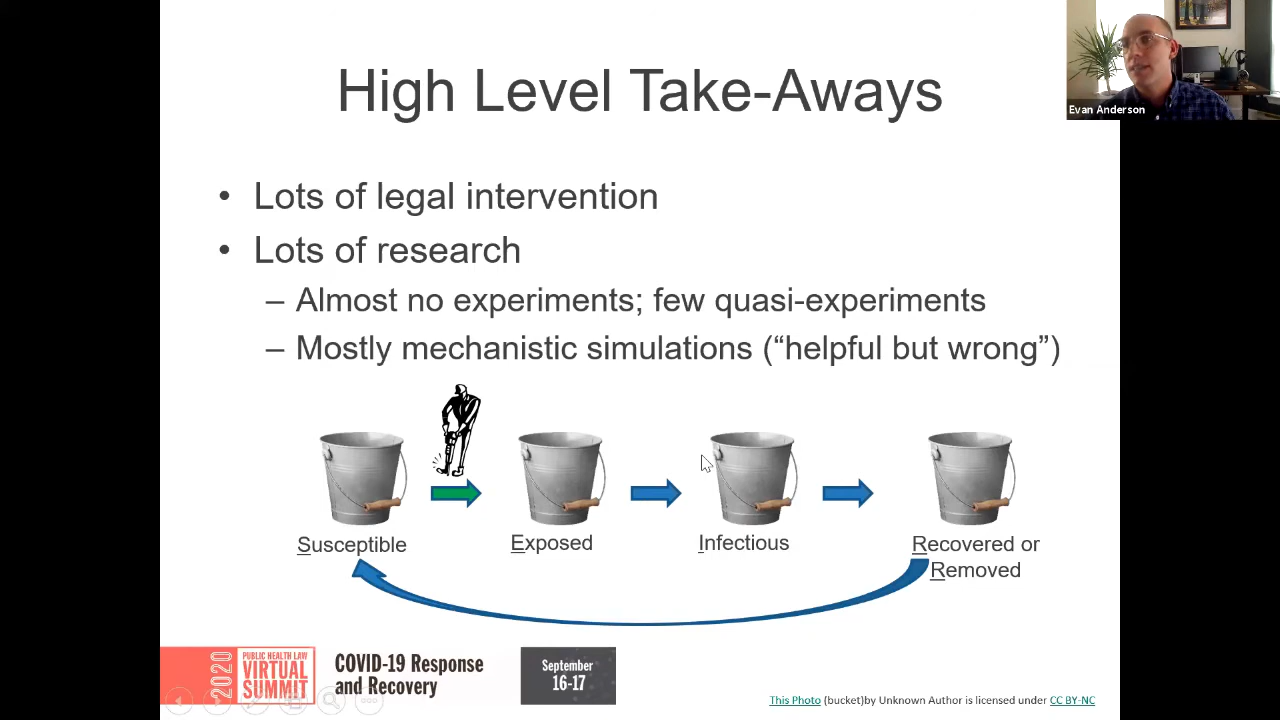 High Level Take-Aways
Evan Anderson
• Lots of legal intervention
• Lots of research
– Almost no experiments; few quasi-experiments
– Mostly mechanistic simulations (“helpful but wrong”)
Susceptible
Exposed
Infectious
Recovered or
Removed
2020
PUBLIC HEALTH LAW
VIRTUAL
SUMMIT
COVID-19 Response
and Recovery
September
16-17
This Photo (bucket)by Unknown Author is licensed under CC BY-NC